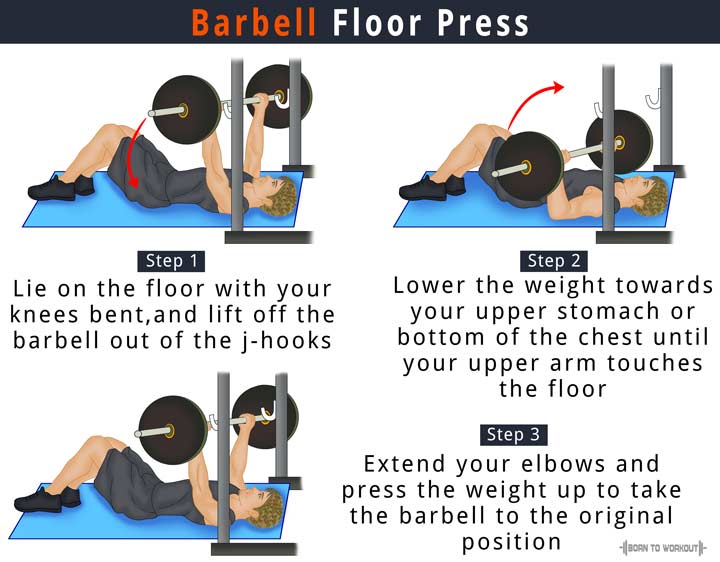 Barbell Floor Press
Step 1
Lie on the floor with your
knees bent,and lift off the
barbell out of the j-hooks
Step 2
Lower the weight towards
your upper stomach or
bottom of the chest until
your upper arm touches
the floor
Step 3
Extend your elbows and
press the weight up to take
the barbell to the original
position
BORN TO WORKOUT